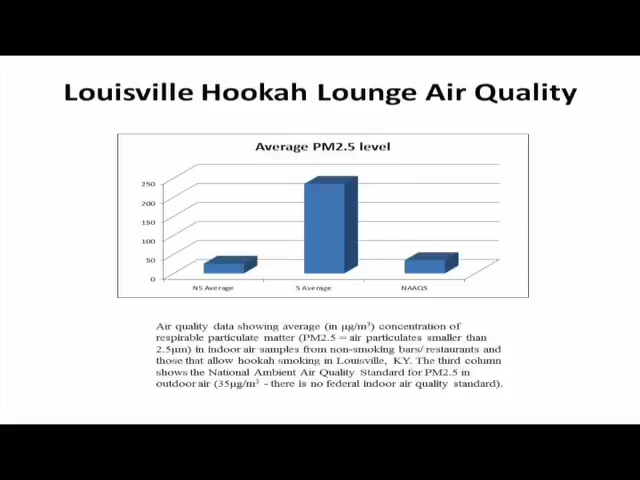 Louisville Hookah Lounge Air Quality
Average PM2.5 level
250
200
150
100
50
0
NS Average
S Average
NAAQS
Air quality data showing average (in μg/m³) concentration of
respirable particulate matter (PM2.5 = air particulates smaller than
2.5μm) in indoor air samples from non-smoking bars/ restaurants and
those that allow hookah smoking in Louisville, KY. The third column
shows the National Ambient Air Quality Standard for PM2.5 in
outdoor air (35μg/m³ - there is no federal indoor air quality standard).